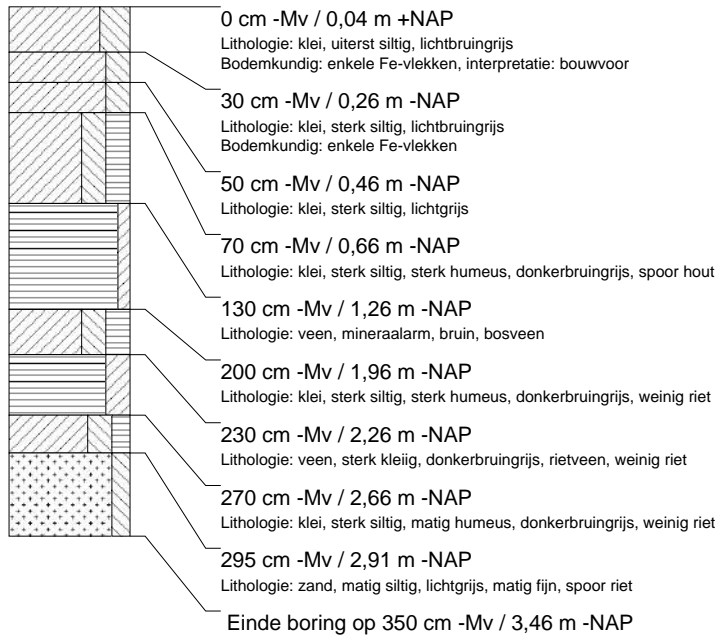 0 cm -Mv / 0,04 m +NAP
Lithologie: klei, uiterst siltig, lichtbruingrijs
Bodemkundig: enkele Fe-vlekken, interpretatie: bouwvoor
30 cm -Mv / 0,26 m -NAP
Lithologie: klei, sterk siltig, lichtbruingrijs
Bodemkundig: enkele Fe-vlekken
50 cm -Mv / 0,46 m -NAP
Lithologie: klei, sterk siltig, lichtgrijs
70 cm -Mv / 0,66 m -NAP
Lithologie: klei, sterk siltig, sterk humeus, donkerbruingrijs, spoor hout
130 cm -Mv / 1,26 m -NAP
Lithologie: veen, mineraalarm, bruin, bosveen
200 cm -Mv / 1,96 m -NAP
Lithologie: klei, sterk siltig, sterk humeus, donkerbruingrijs, weinig riet
230 cm -Mv / 2,26 m -NAP
Lithologie: veen, sterk kleiig, donkerbruingrijs, rietveen, weinig riet
270 cm -Mv / 2,66 m -NAP
Lithologie: klei, sterk siltig, matig humeus, donkerbruingrijs, weinig riet
295 cm -Mv / 2,91 m -NAP
Lithologie: zand, matig siltig, lichtgrijs, matig fijn, spoor riet
Einde boring op 350 cm -Mv / 3,46 m -NAP